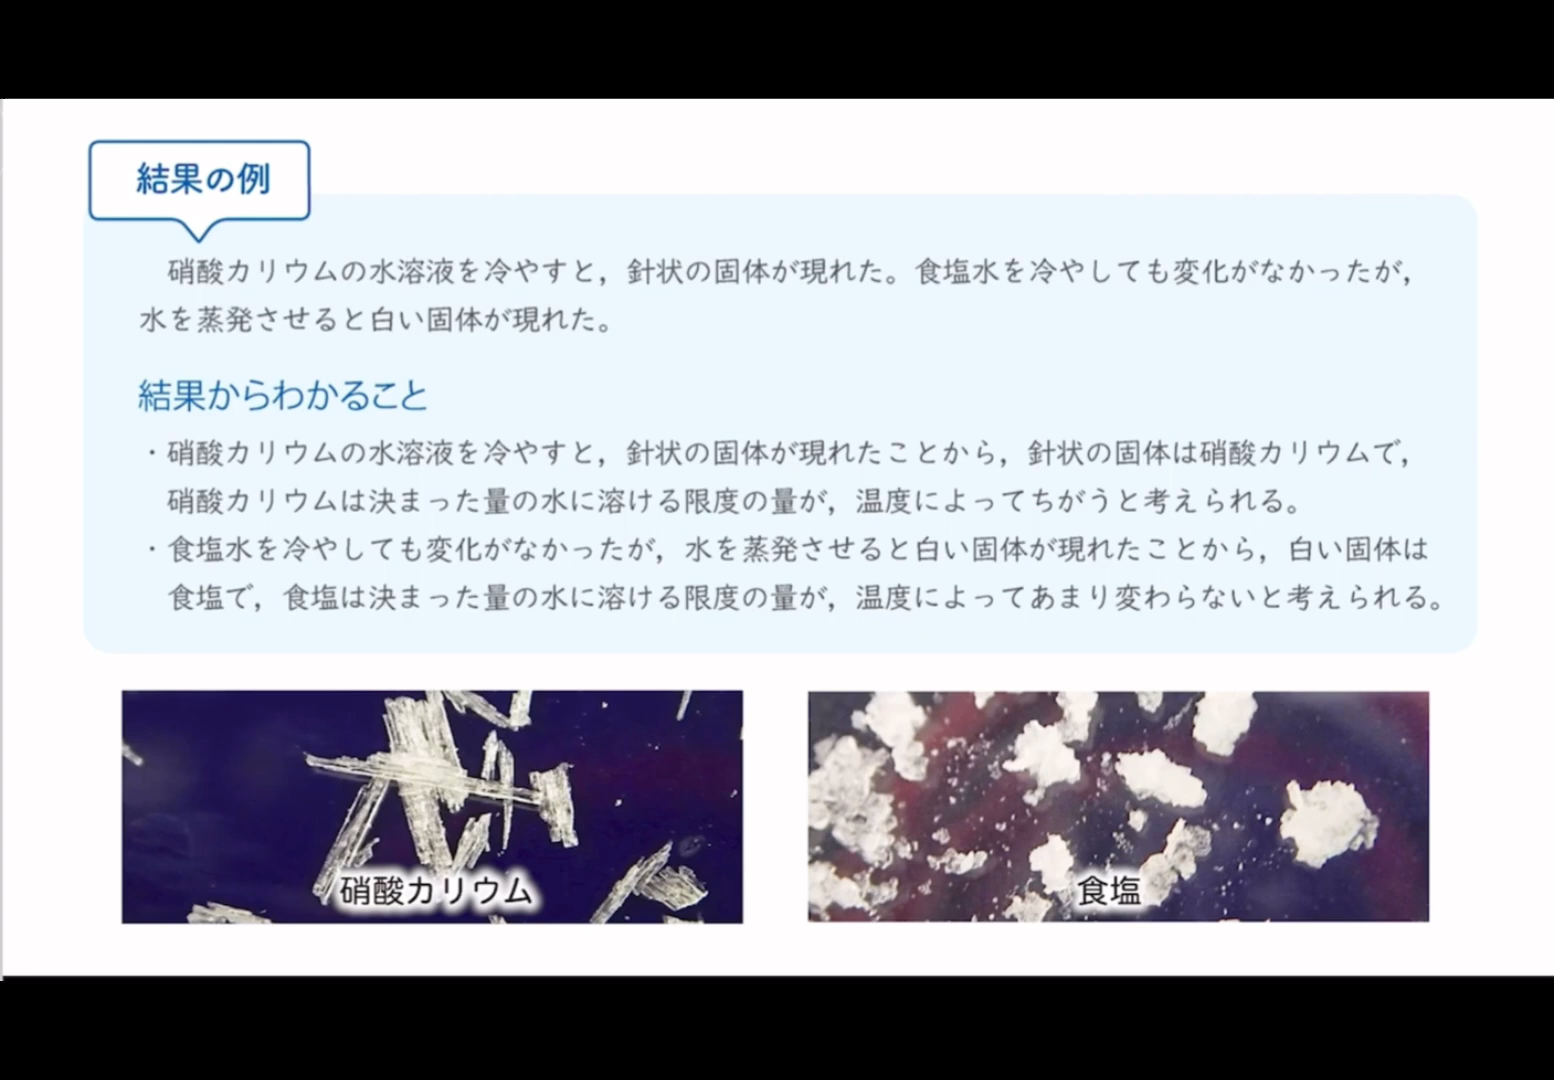 結果の例
硝酸カリウムの水溶液を冷やすと，針状の固体が現れた。食塩水を冷やしても変化がなかったが，
水を蒸発させると白い固体が現れた。
結果からわかること
・硝酸カリウムの水溶液を冷やすと，針状の固体が現れたことから，針状の固体は硝酸カリウムで，
硝酸カリウムは決まった量の水に溶ける限度の量が，温度によってちがうと考えられる。
・食塩水を冷やしても変化がなかったが，水を蒸発させると白い固体が現れたことから，白い固体は
食塩で，食塩は決まった量の水に溶ける限度の量が，温度によってあまり変わらないと考えられる。
硝酸カリウム
食塩